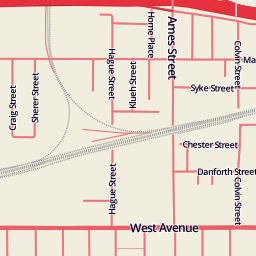 Home Place
Ames Street
Colvin Street
Ma
Hague Street
Klueh Street
Craig Street
Sherer Street
Syke Street
Chester Street
Danforth Street
Hague Street
Colvin Street
West Avenue